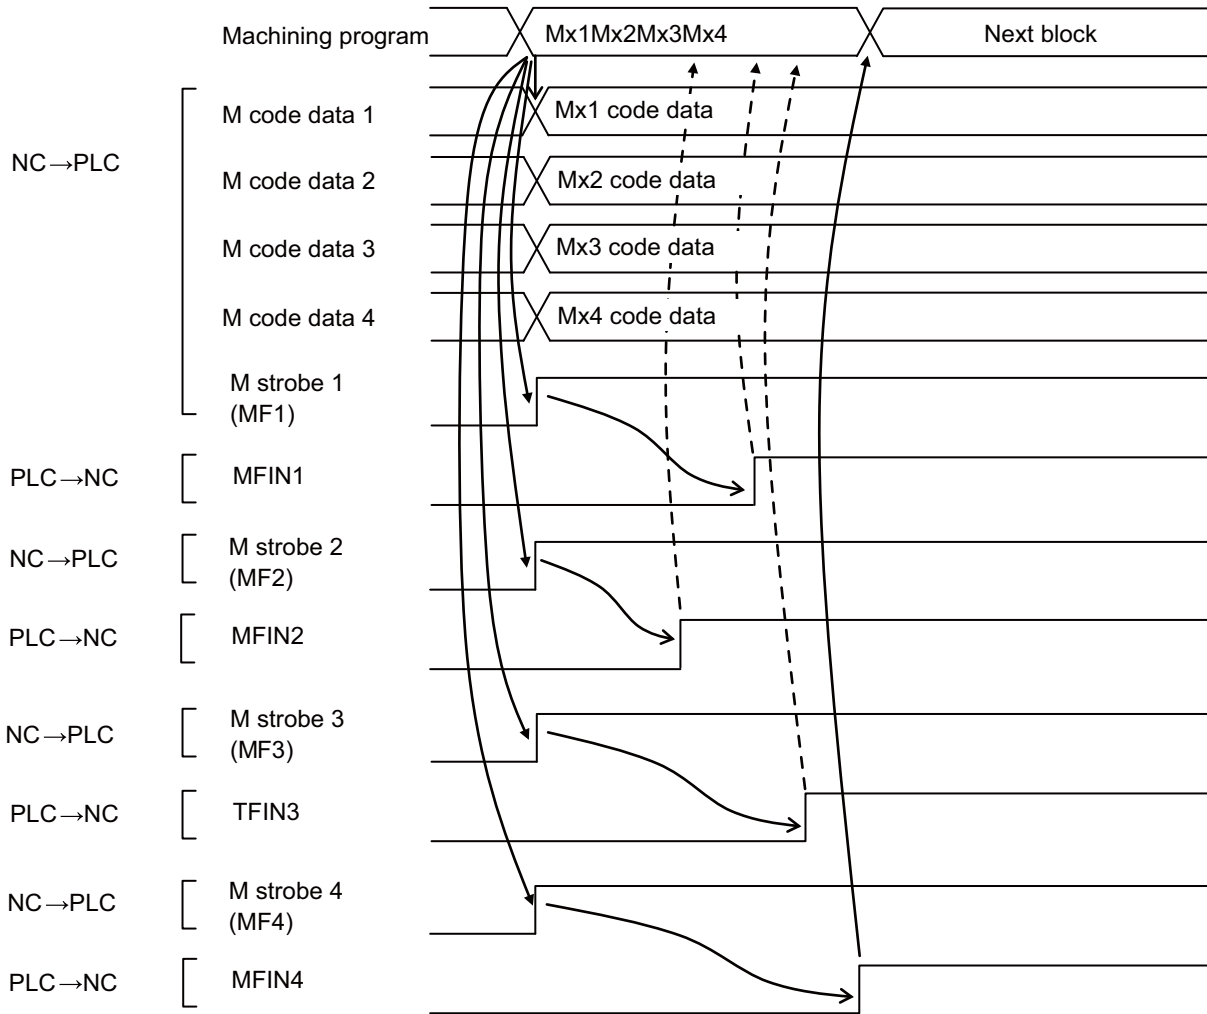 Machining program Mx1Mx2Mx3Mx4 Next block
M code data 1 Mx1 code data
NC→PLC
M code data 2 Mx2 code data
M code data 3 Mx3 code data
M code data 4 Mx4 code data
M strobe 1
(MF1)
PLC→NC MFIN1
M strobe 2
NC→PLC
(MF2)
PLC→NC MFIN2
M strobe 3
NC→PLC
(MF3)
PLC→NC TFIN3
M strobe 4
NC→PLC
(MF4)
PLC→NC MFIN4